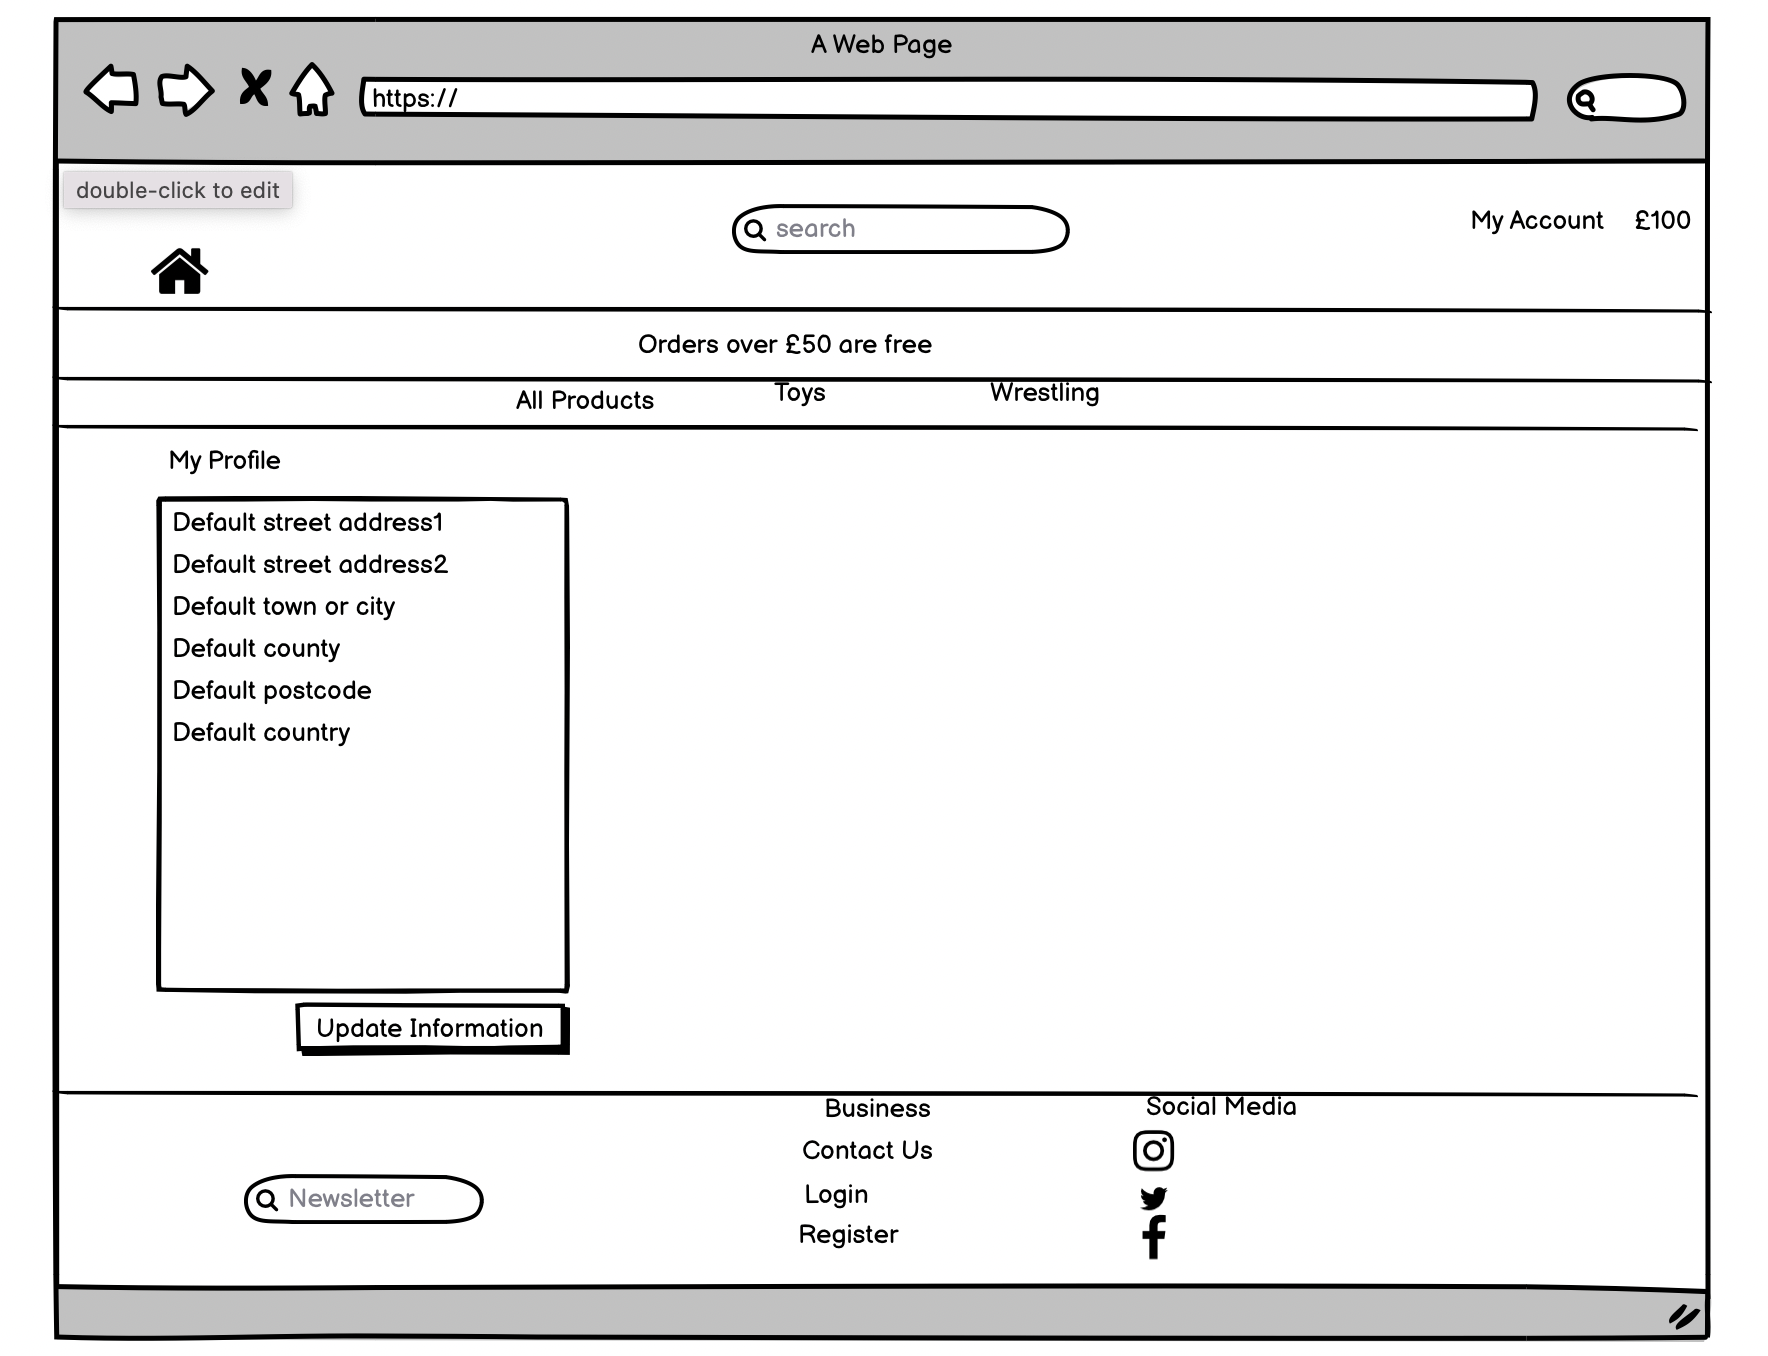 A Web Page
https://
double-click to edit
search
My Account £100
Orders over £50 are free
All Products Toys Wrestling
My Profile
Default street address1
Default street address2
Default town or city
Default county
Default postcode
Default country
Update Information
Business Social Media
Contact Us
Newsletter Login
Register